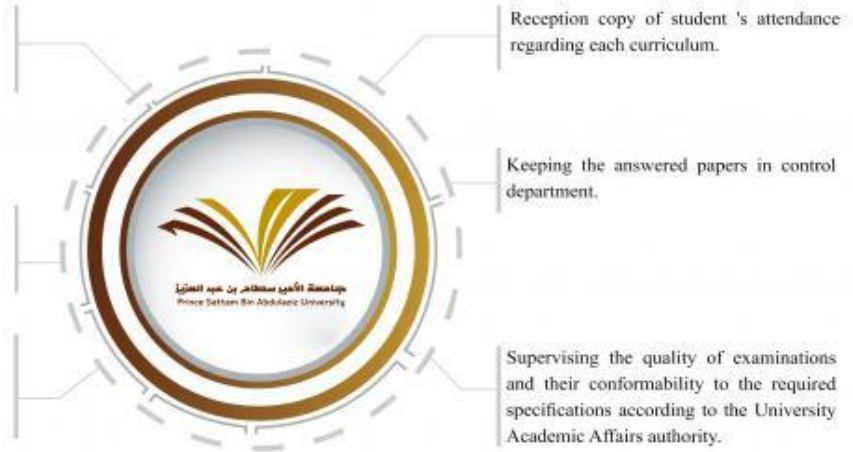 Reception copy of student 's attendance
regarding each curriculum.
Keeping the answered papers in control
department.
جامعة الأمير سطام بن عبد العزيز
Prince Sattam Bin Abdulaziz University
Supervising the quality of examinations
and their conformability to the required
specifications according to the University
Academic Affairs authority.